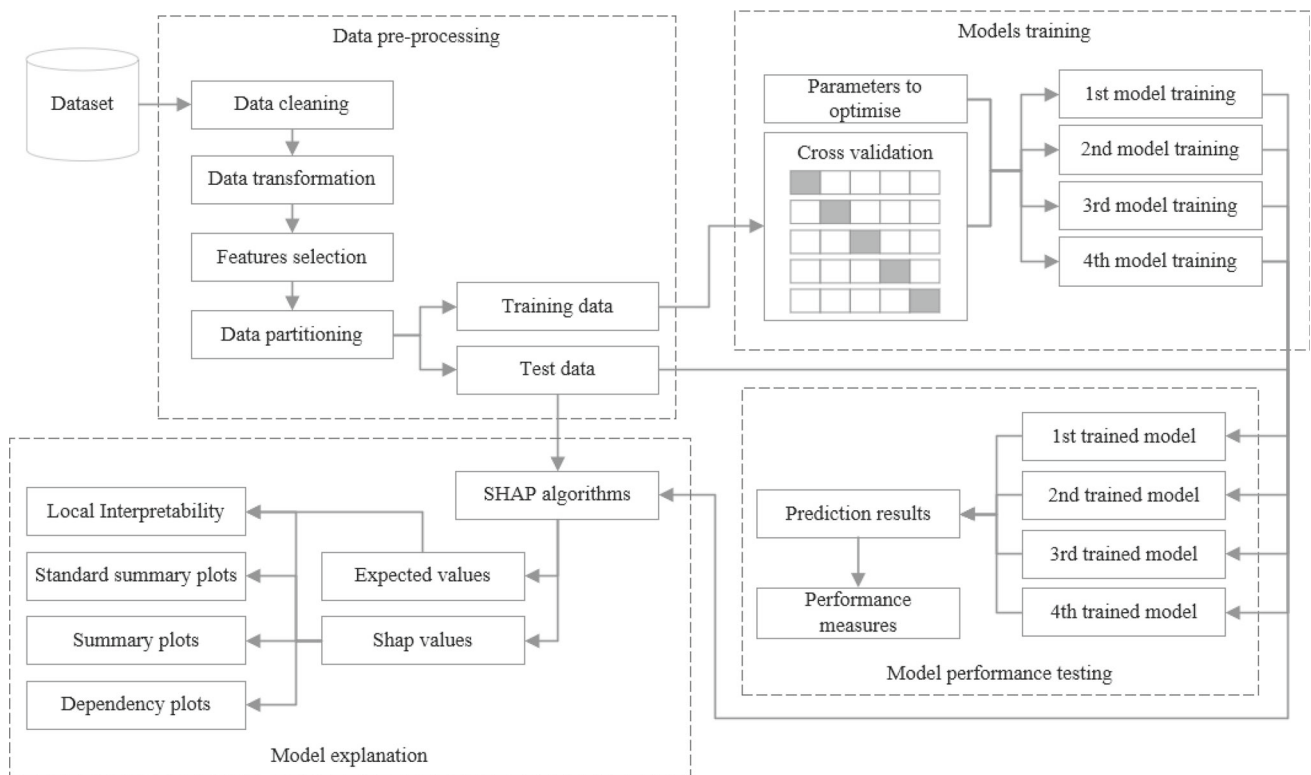 Data pre-processing
Dataset
Data cleaning
Data transformation
Features selection
Data partitioning
Training data
Test data
Models training
Parameters to
optimise
Cross validation
1st model training
2nd model training
3rd model training
4th model training
1st trained model
2nd trained model
3rd trained model
4th trained model
Prediction results
Performance
measures
Model performance testing
SHAP algorithms
Expected values
Shap values
Local Interpretability
Standard summary plots
Summary plots
Dependency plots
Model explanation